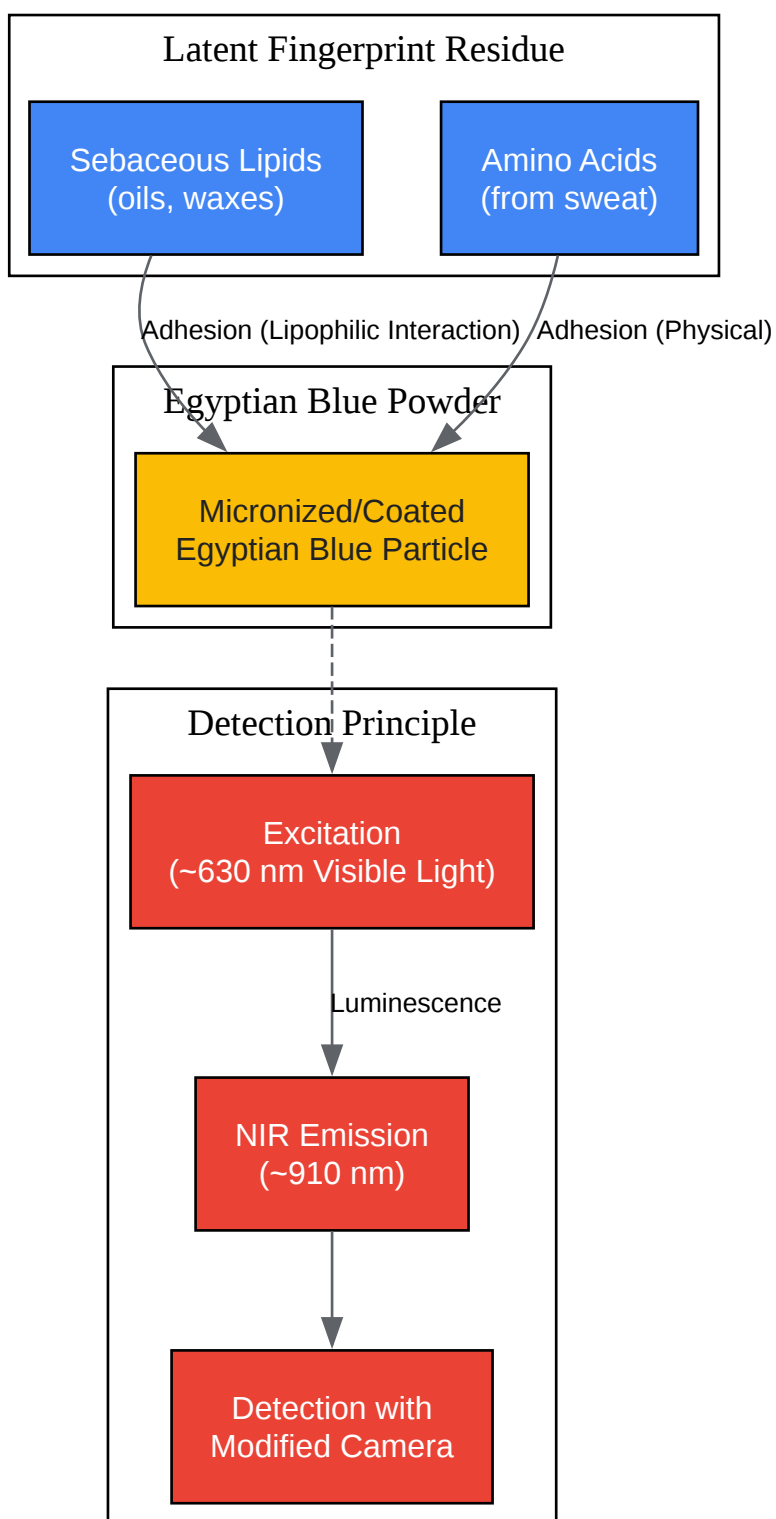 Latent Fingerprint Residue
Sebaceous Lipids
(oils, waxes)
Amino Acids
(from sweat)
Adhesion (Lipophilic Interaction)
Adhesion (Physical)
Egyptian Blue Powder
Micronized/Coated
Egyptian Blue Particle
Detection Principle
Excitation
(~630 nm Visible Light)
Luminescence
NIR Emission
(~910 nm)
Detection with
Modified Camera